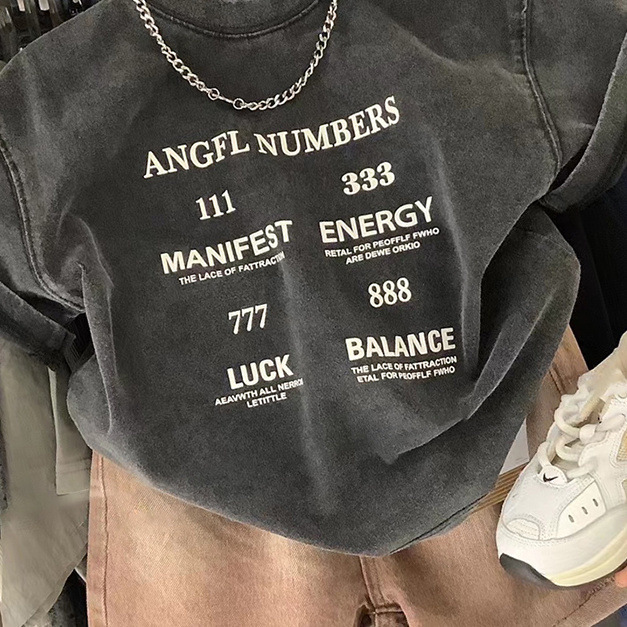 ANGFL NUMBERS
111
MANIFEST
THE LACE OF FATTRACTION
777
LUCK
AEAVWTH ALL NERROI
LETITTLE
333
ENERGY
RETAL FOR PEOFFLF FWHO
ARE DEWE ORKIO
888
BALANCE
THE LACE OF FATTRACTION
ETAL FOR PEOFFLF FWHO